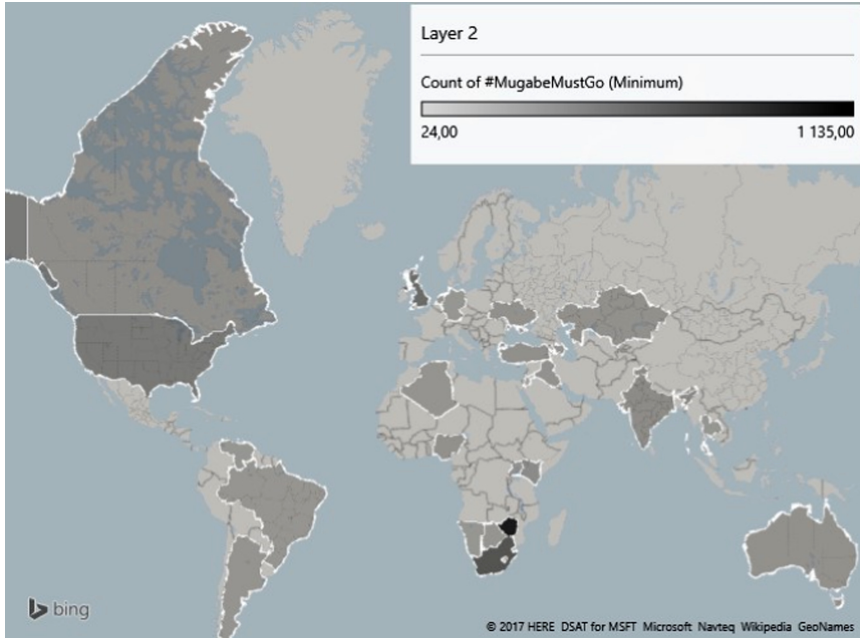 Layer 2
Count of #MugabeMustGo (Minimum)
24,00 1 135,00
bing
© 2017 HERE DSAT for MSFT Microsoft Navteq Wikipedia GeoNames